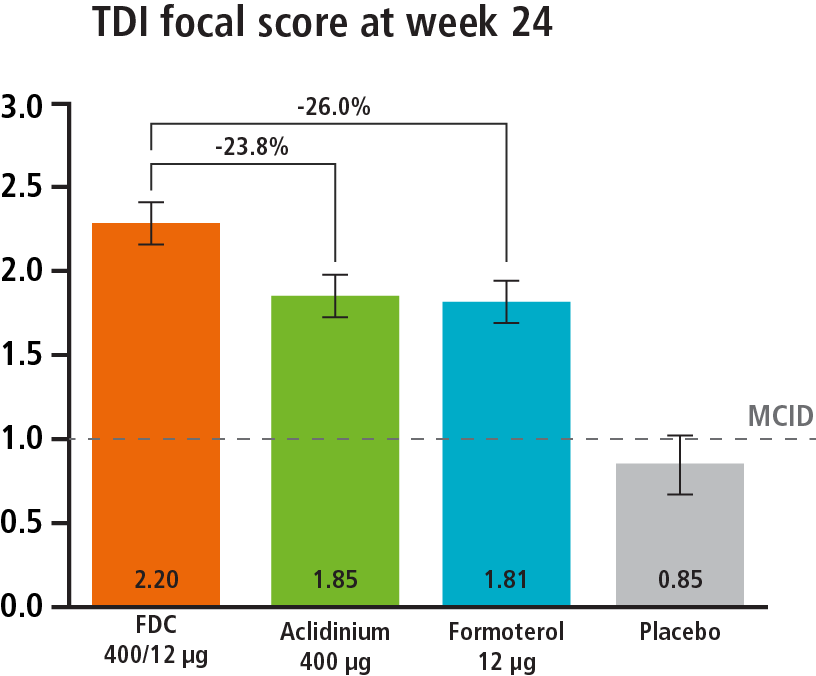 TDI focal score at week 24
3.0
2.5
2.0
1.5
1.0
0.5
0.0
-26.0%
-23.8%
MCID
2.20
1.85
1.81
0.85
FDC
400/12 µg
Aclidinium
400 µg
Formoterol
12 µg
Placebo